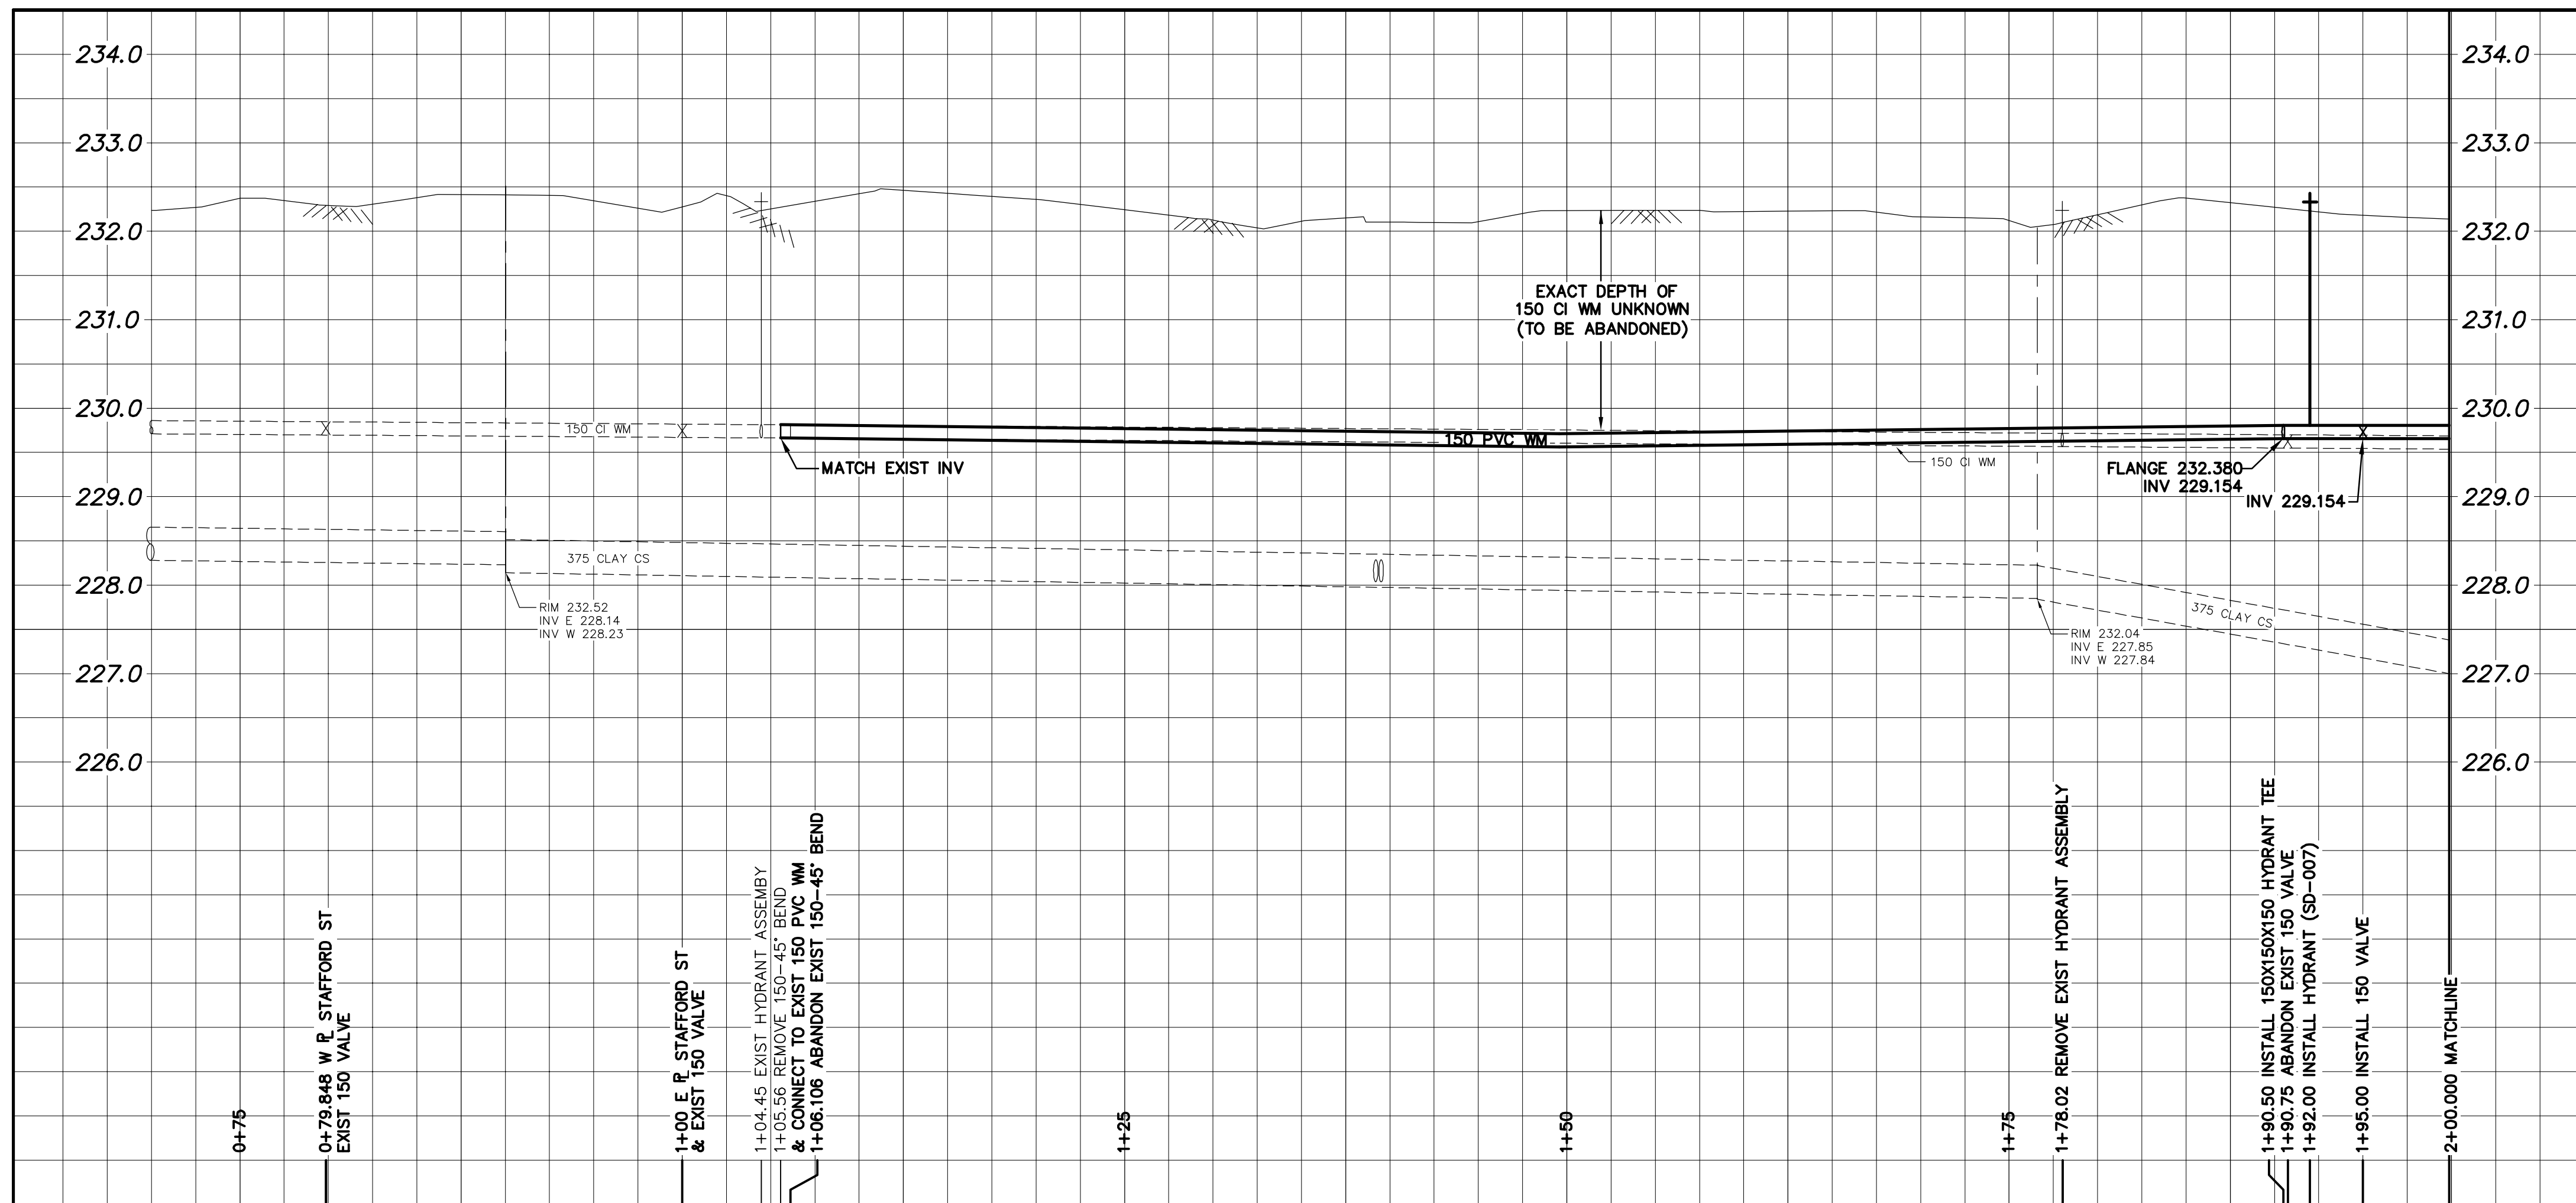 234.0
234.0
233.0
233.0
232.0
232.0
EXACT DEPTH OF
150 CI WM UNKNOWN
(TO BE ABANDONED)
231.0
231.0
230.0
230.0
150 CI WM
150 PVC WM
MATCH EXIST INV
150 CI WM
FLANGE 232.380
INV 229.154
INV 229.154
229.0
229.0
375 CLAY CS
228.0
228.0
RIM 232.52
INV E 228.14
INV W 228.23
375 CLAY CS
RIM 232.04
INV E 227.85
INV W 227.84
227.0
227.0
226.0
226.0
0+75
0+79.848 W PL STAFFORD ST
EXIST 150 VALVE
1+00 E PL STAFFORD ST
& EXIST 150 VALVE
1+04.45 EXIST HYDRANT ASSEMBY
1+05.56 REMOVE 150-45° BEND
& CONNECT TO EXIST 150 PVC WM
1+06.106 ABANDON EXIST 150-45° BEND
1+25
1+50
1+75
1+78.02 REMOVE EXIST HYDRANT ASSEMBLY
1+90.50 INSTALL 150X150X150 HYDRANT TEE
1+90.75 ABANDON EXIST 150 VALVE
1+92.00 INSTALL HYDRANT (SD-007)
1+95.00 INSTALL 150 VALVE
2+00.000 MATCHLINE